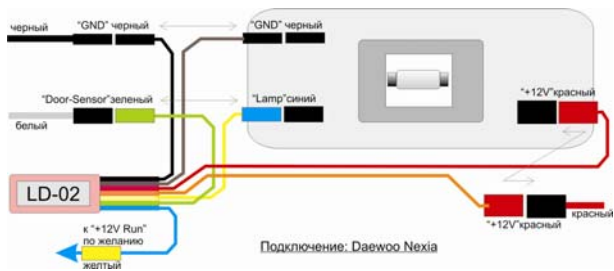 черный
"GND" черный
"GND" черный
"Door-Sensor"зеленый
"Lamp"синий
"+12V"красный
белый
LD-02
к "+12V Run"
по желанию
желтый
"+12V"красный
красный
Подключение: Daewoo Nexia